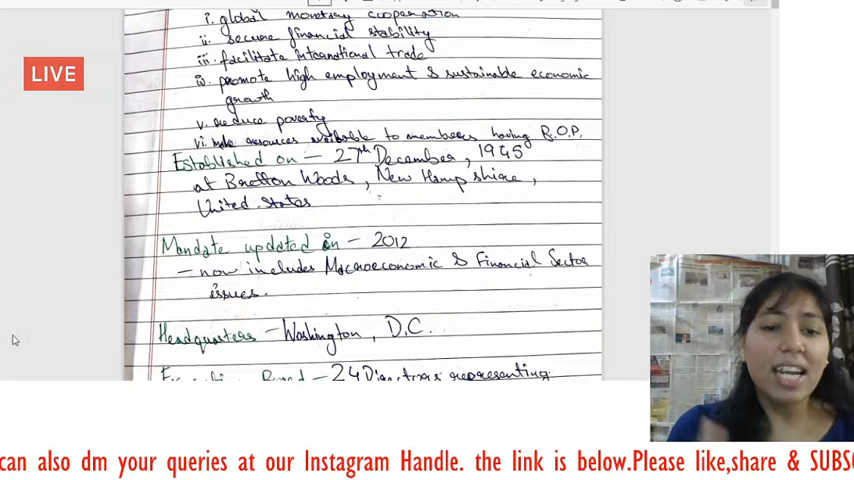 i. global monetary cooperation
ii. secure financial stability
LIVE
iii. facilitate international trade
iv. promote high employment & sustainable economic
growth
v. reduce poverty
vi. make resources available to members having B.O.P.
Established on - 27th December, 1945
at Bretton Woods, New Hampshire,
United States
Mandate updated in - 2012
- now includes Macroeconomic & Financial Sector
issues.
Headquarters - Washington, D.C.
Executive Board - 24 Directors representing
can also dm your queries at our Instagram Handle. the link is below.Please like,share & SUBSC